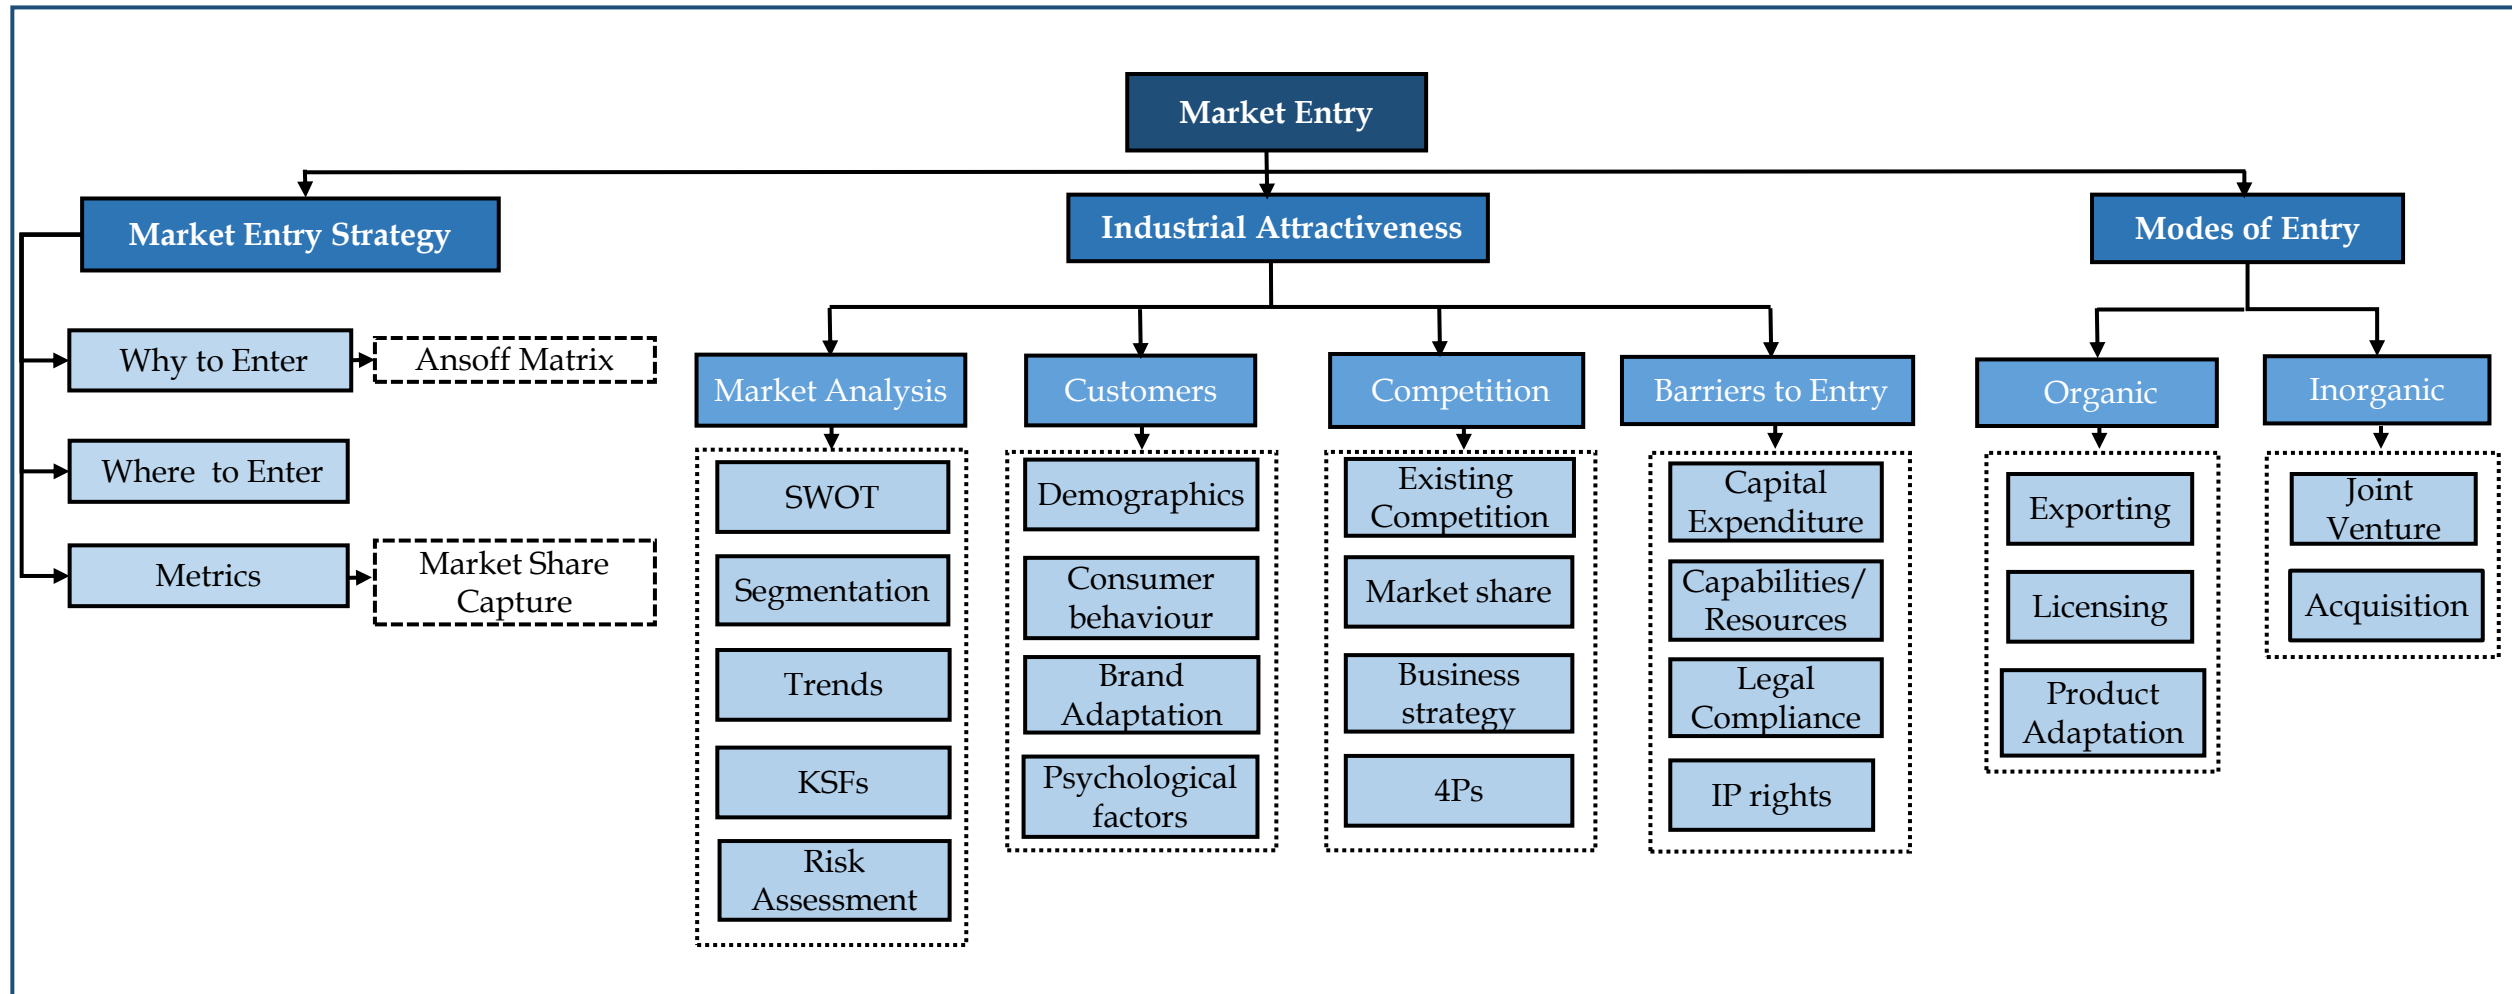 Market Entry
Market Entry Strategy
Industrial Attractiveness
Modes of Entry
Why to Enter
Ansoff Matrix
Where to Enter
Metrics
Market Share
Capture
Market Analysis
SWOT
Segmentation
Trends
KSFs
Risk
Assessment
Customers
Demographics
Consumer
behaviour
Brand
Adaptation
Psychological
factors
Competition
Existing
Competition
Market share
Business
strategy
4Ps
Barriers to Entry
Capital
Expenditure
Capabilities/
Resources
Legal
Compliance
IP rights
Organic
Exporting
Licensing
Product
Adaptation
Inorganic
Joint
Venture
Acquisition